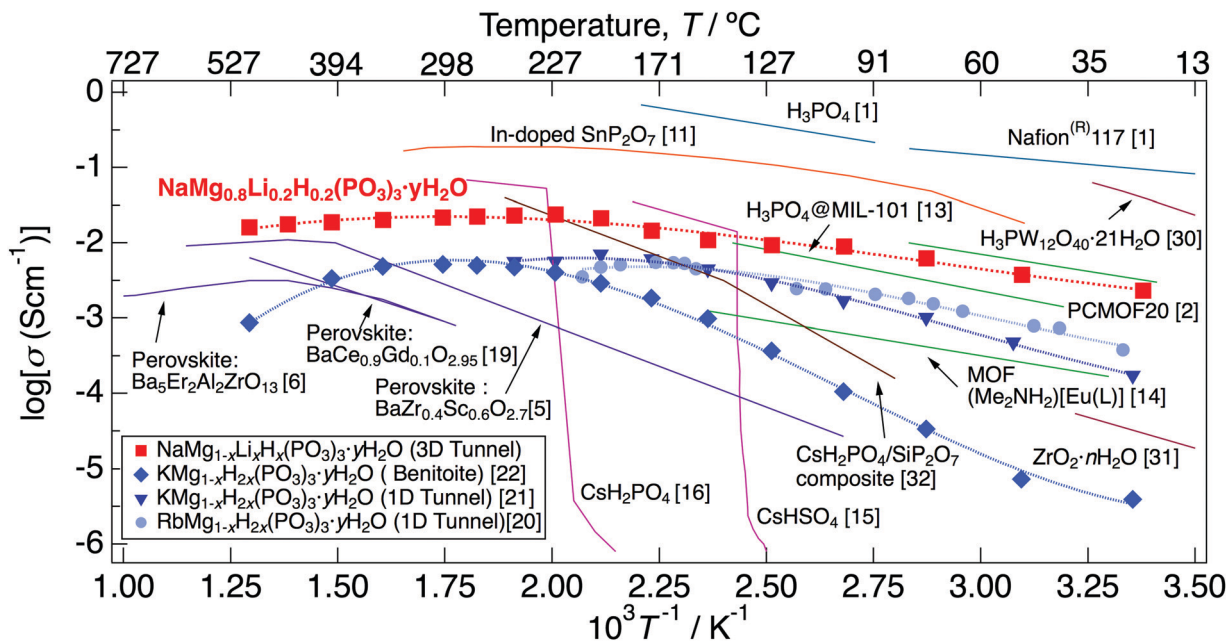 Temperature, T / ºC
727 527 394 298 227 171 127 91 60 35 13
0
-1
-2
-3
-4
-5
-6
log[σ (Scm⁻¹)]
H₃PO₄ [1]
In-doped SnP₂O₇ [11]
Nafion⁽ᴿ⁾117 [1]
NaMg₀.₈Li₀.₂H₀.₂(PO₃)₃·yH₂O
H₃PO₄@MIL-101 [13]
H₃PW₁₂O₄₀·21H₂O [30]
PCMOF20 [2]
Perovskite:
BaCe₀.₉Gd₀.₁O₂.₉₅ [19]
Perovskite:
Ba₅Er₂Al₂ZrO₁₃ [6]
Perovskite :
BaZr₀.₄Sc₀.₆O₂.₇[5]
MOF
(Me₂NH₂)[Eu(L)] [14]
CsH₂PO₄/SiP₂O₇
composite [32]
ZrO₂·nH₂O [31]
CsH₂PO₄ [16]
CsHSO₄ [15]
NaMg₁₋ₓLiₓHₓ(PO₃)₃·yH₂O (3D Tunnel)
KMg₁₋ₓH₂ₓ(PO₃)₃·yH₂O ( Benitoite) [22]
KMg₁₋ₓH₂ₓ(PO₃)₃·yH₂O (1D Tunnel) [21]
RbMg₁₋ₓH₂ₓ(PO₃)₃·yH₂O (1D Tunnel)[20]
1.00 1.25 1.50 1.75 2.00 2.25 2.50 2.75 3.00 3.25 3.50
10³T⁻¹ / K⁻¹